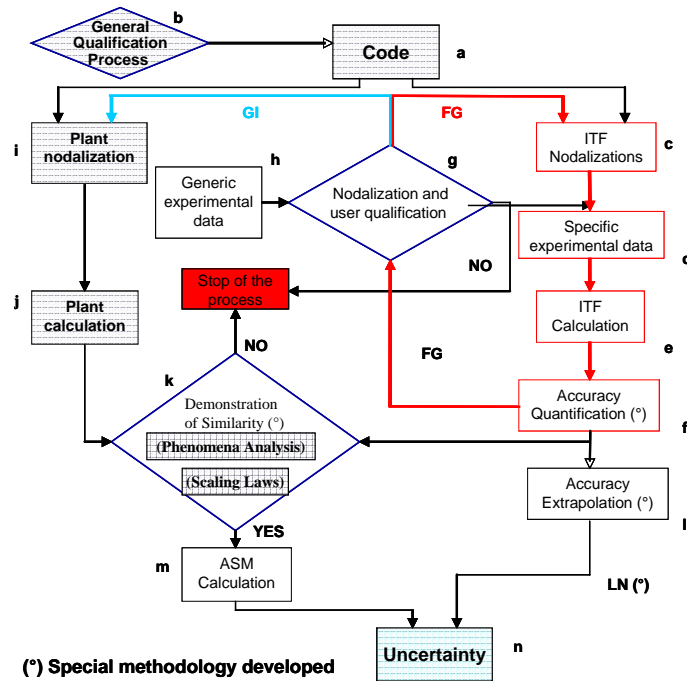 b
General
Qualification
Process
Code
a
GI
FG
i
Plant
nodalization
h
g
ITF
Nodalizations
c
Generic
experimental
data
Nodalization and
user qualification
Specific
experimental data
d
NO
j
Stop of the
process
Plant
calculation
ITF
Calculation
e
NO
FG
k
Demonstration
of Similarity (°)
(Phenomena Analysis)
(Scaling Laws)
Accuracy
Quantification (°)
f
Accuracy
Extrapolation (°)
l
YES
m
ASM
Calculation
LN (°)
Uncertainty
n
(°) Special methodology developed